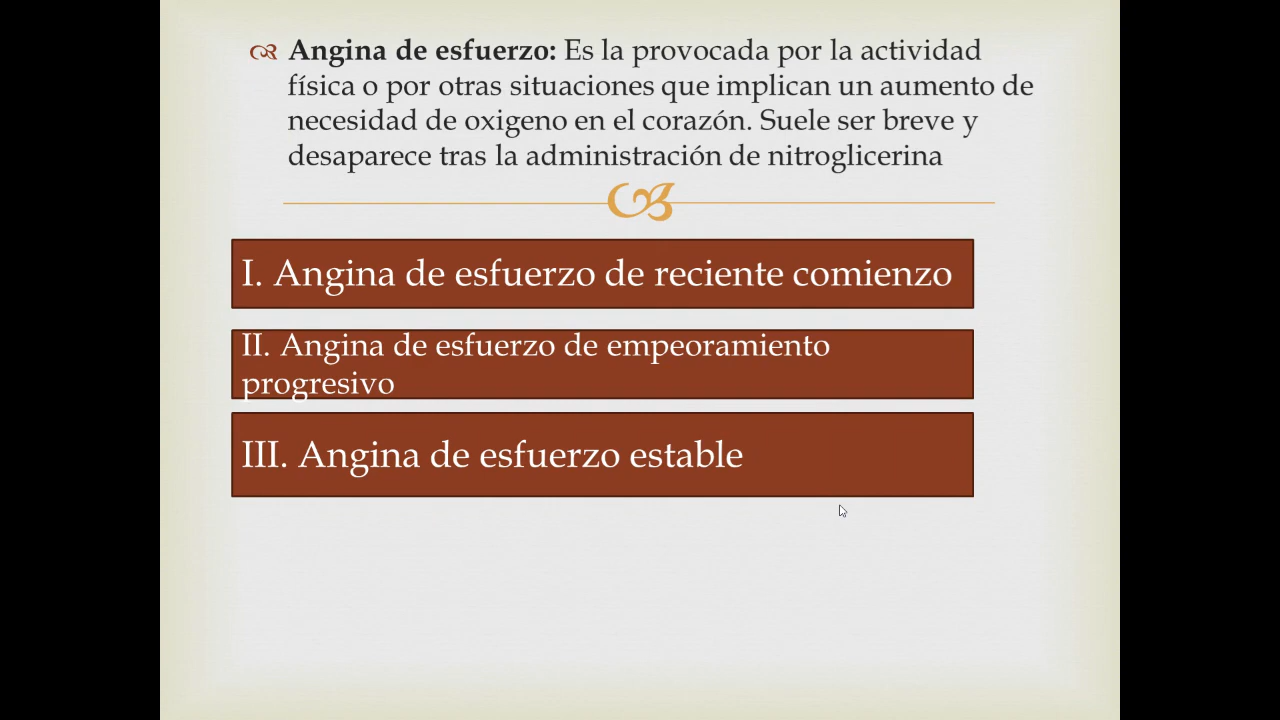 Angina de esfuerzo: Es la provocada por la actividad
física o por otras situaciones que implican un aumento de
necesidad de oxigeno en el corazón. Suele ser breve y
desaparece tras la administración de nitroglicerina
I. Angina de esfuerzo de reciente comienzo
II. Angina de esfuerzo de empeoramiento
progresivo
III. Angina de esfuerzo estable